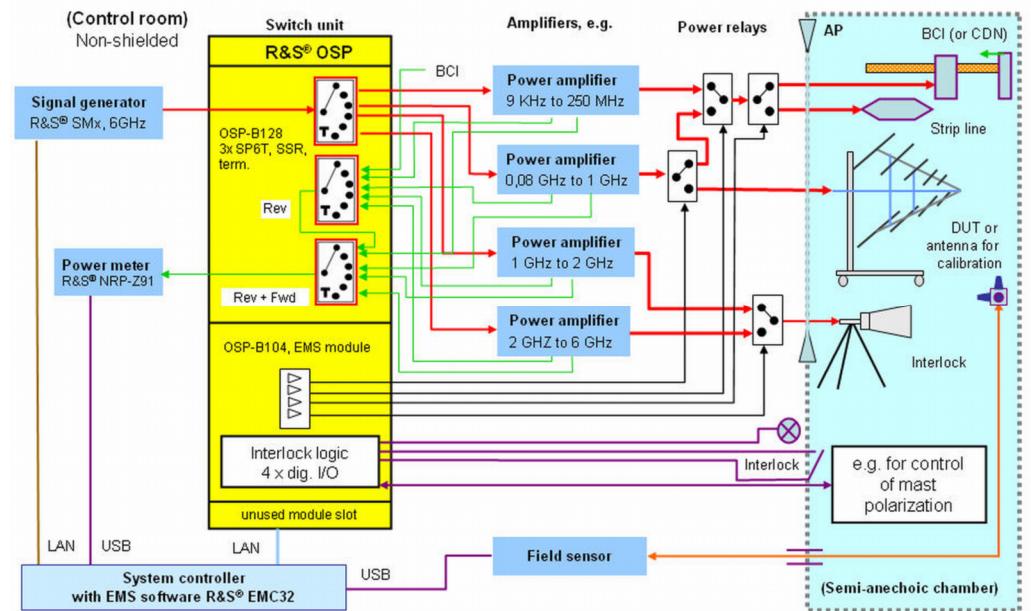 (Control room)
Non-shielded
Switch unit
Amplifiers, e.g.
Power relays
AP
BCI (or CDN)
R&S® OSP
BCI
Signal generator
R&S® SMx, 6GHz
OSP-B128
3x SP6T, SSR,
term.
T
Power amplifier
9 KHz to 250 MHz
Strip line
T
Rev
Power amplifier
0,08 GHz to 1 GHz
DUT or
antenna for
calibration
Power meter
R&S® NRP-Z91
T
Rev + Fwd
Power amplifier
1 GHz to 2 GHz
Power amplifier
2 GHZ to 6 GHz
Interlock
OSP-B104, EMS module
Interlock logic
4 x dig. I/O
Interlock
e.g. for control
of mast
polarization
unused module slot
LAN
USB
LAN
Field sensor
USB
System controller
with EMS software R&S® EMC32
(Semi-anechoic chamber)